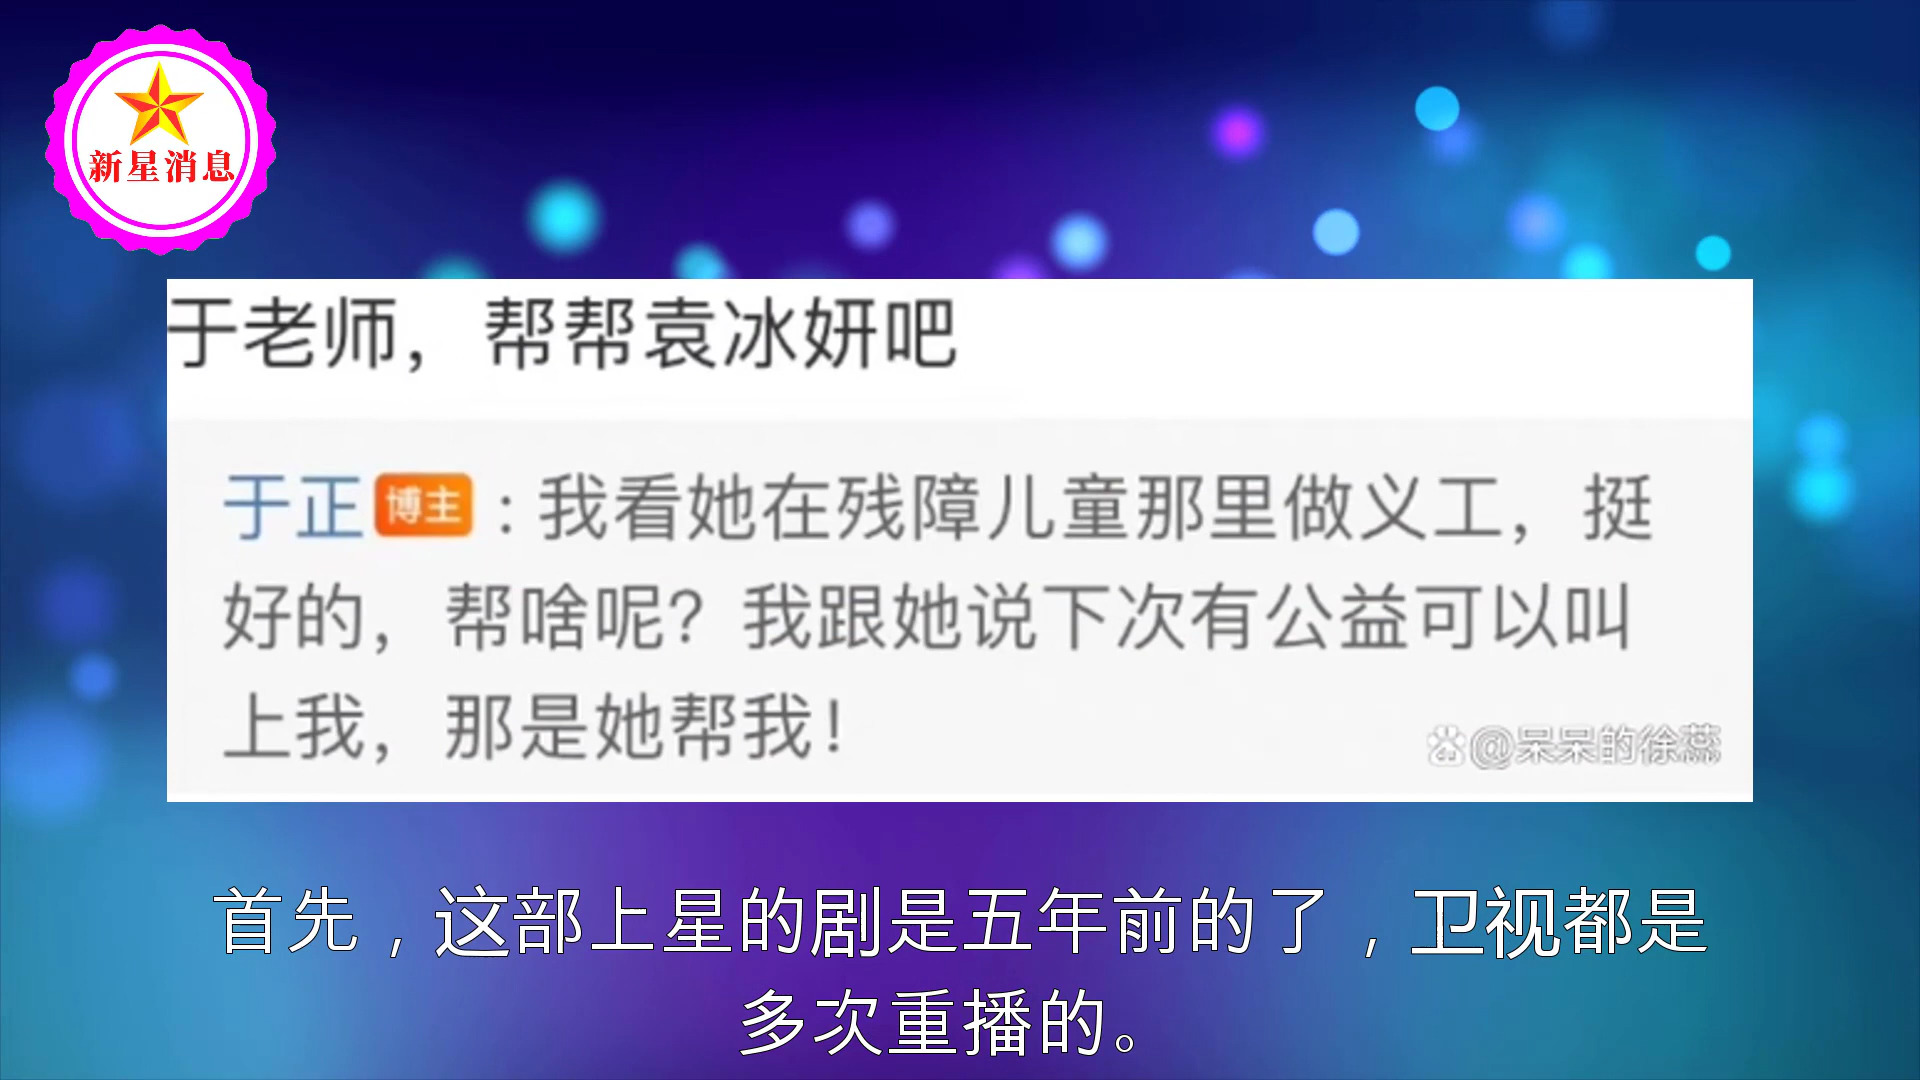 新星消息
于老师，帮帮袁冰妍吧
于正 博主：我看她在残障儿童那里做义工，挺
好的，帮啥呢？我跟她说下次有公益可以叫
上我，那是她帮我！
@呆呆的徐蕊
首先，这部上星的剧是五年前的了，卫视都是
多次重播的。